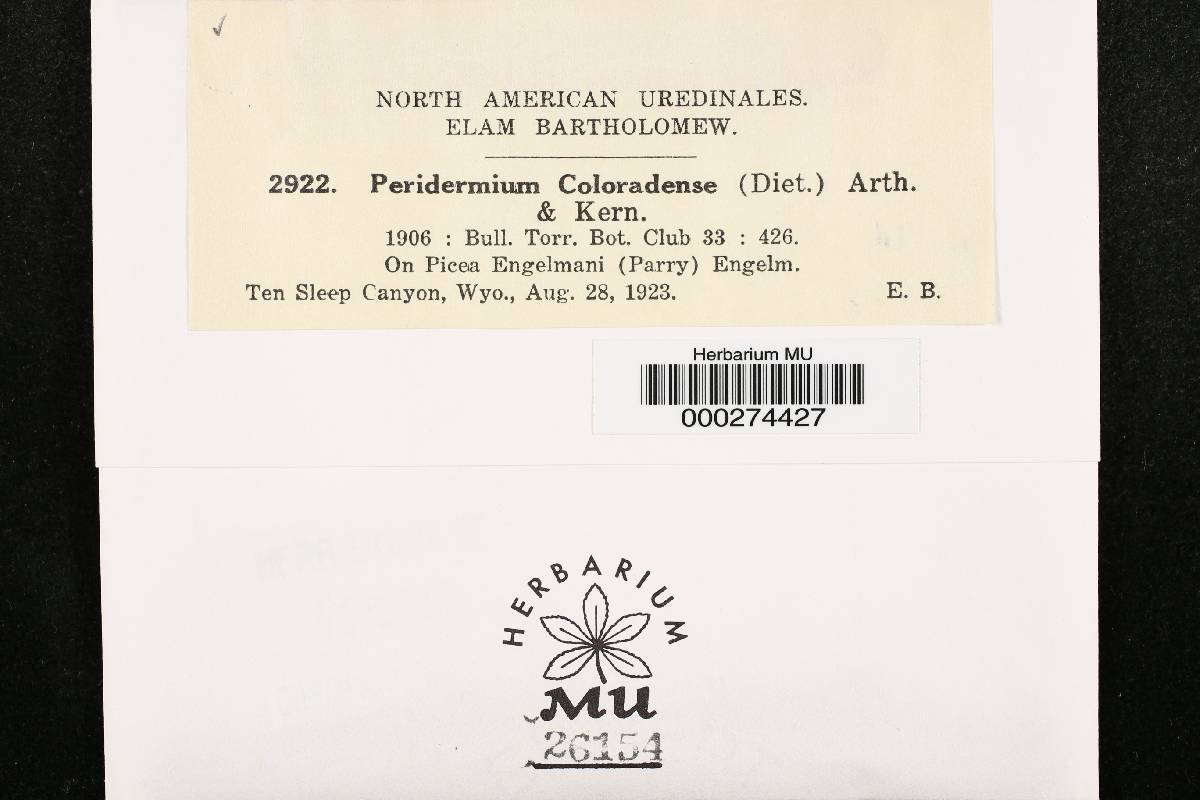 NORTH AMERICAN UREDINALES.
ELAM BARTHOLOMEW.
2922. Peridermium Coloradense (Diet.) Arth.
& Kern.
1906 : Bull. Torr. Bot. Club 33 : 426.
On Picea Engelmani (Parry) Engelm.
Ten Sleep Canyon, Wyo., Aug. 28, 1923. E. B.
Herbarium MU
000274427
HERBARIUM
MU
26154